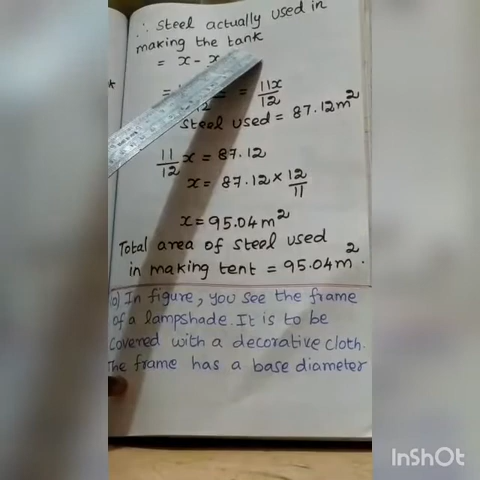 ∴ Steel actually used in
making the tank
= x - x
= = 11x/12
Steel used = 87.12m²
11/12 x = 87.12
x = 87.12 × 12/11
x = 95.04 m²
Total area of steel used
in making tent = 95.04m².
In figure, you see the frame
of a lampshade. It is to be
covered with a decorative cloth.
The frame has a base diameter
InShOt